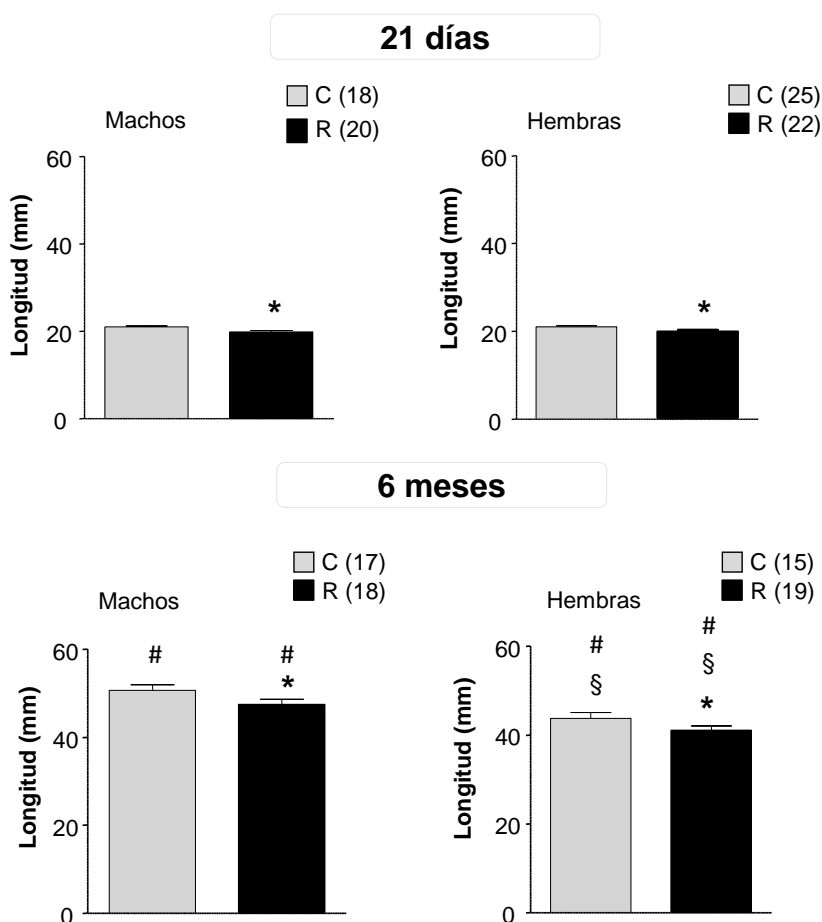 21 días
Machos
C (18)
R (20)
Longitud (mm)
60
40
20
0
*
Hembras
C (25)
R (22)
Longitud (mm)
60
40
20
0
*
6 meses
Machos
C (17)
R (18)
Longitud (mm)
60
40
20
0
#
#
*
Hembras
C (15)
R (19)
Longitud (mm)
60
40
20
0
#
§
#
§
*